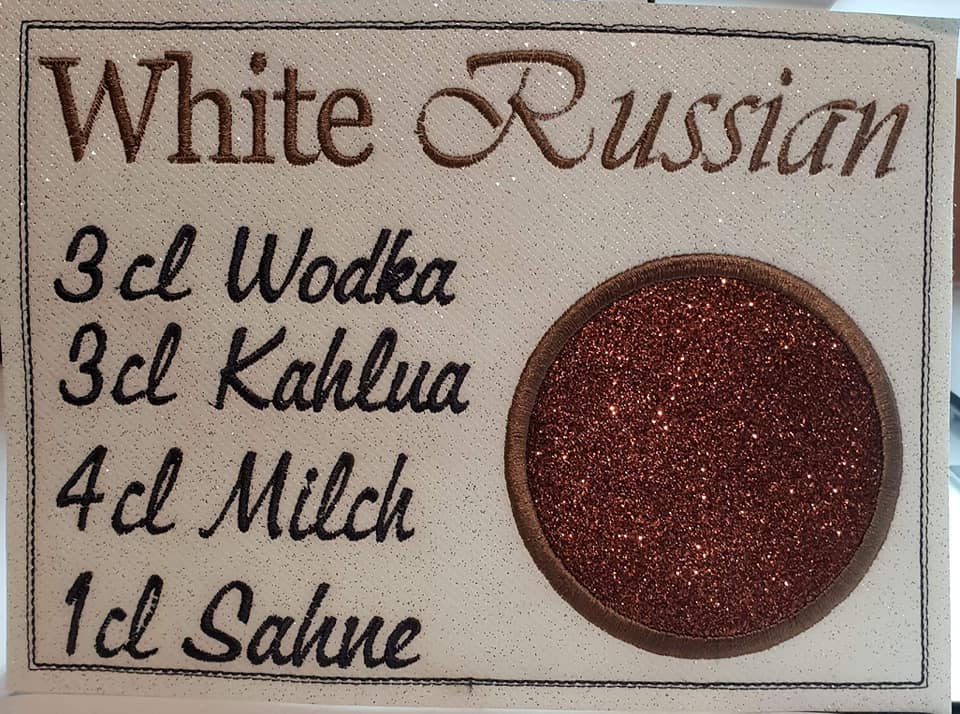 White Russian
3cl Wodka
3cl Kahlua
4cl Milch
1cl Sahne